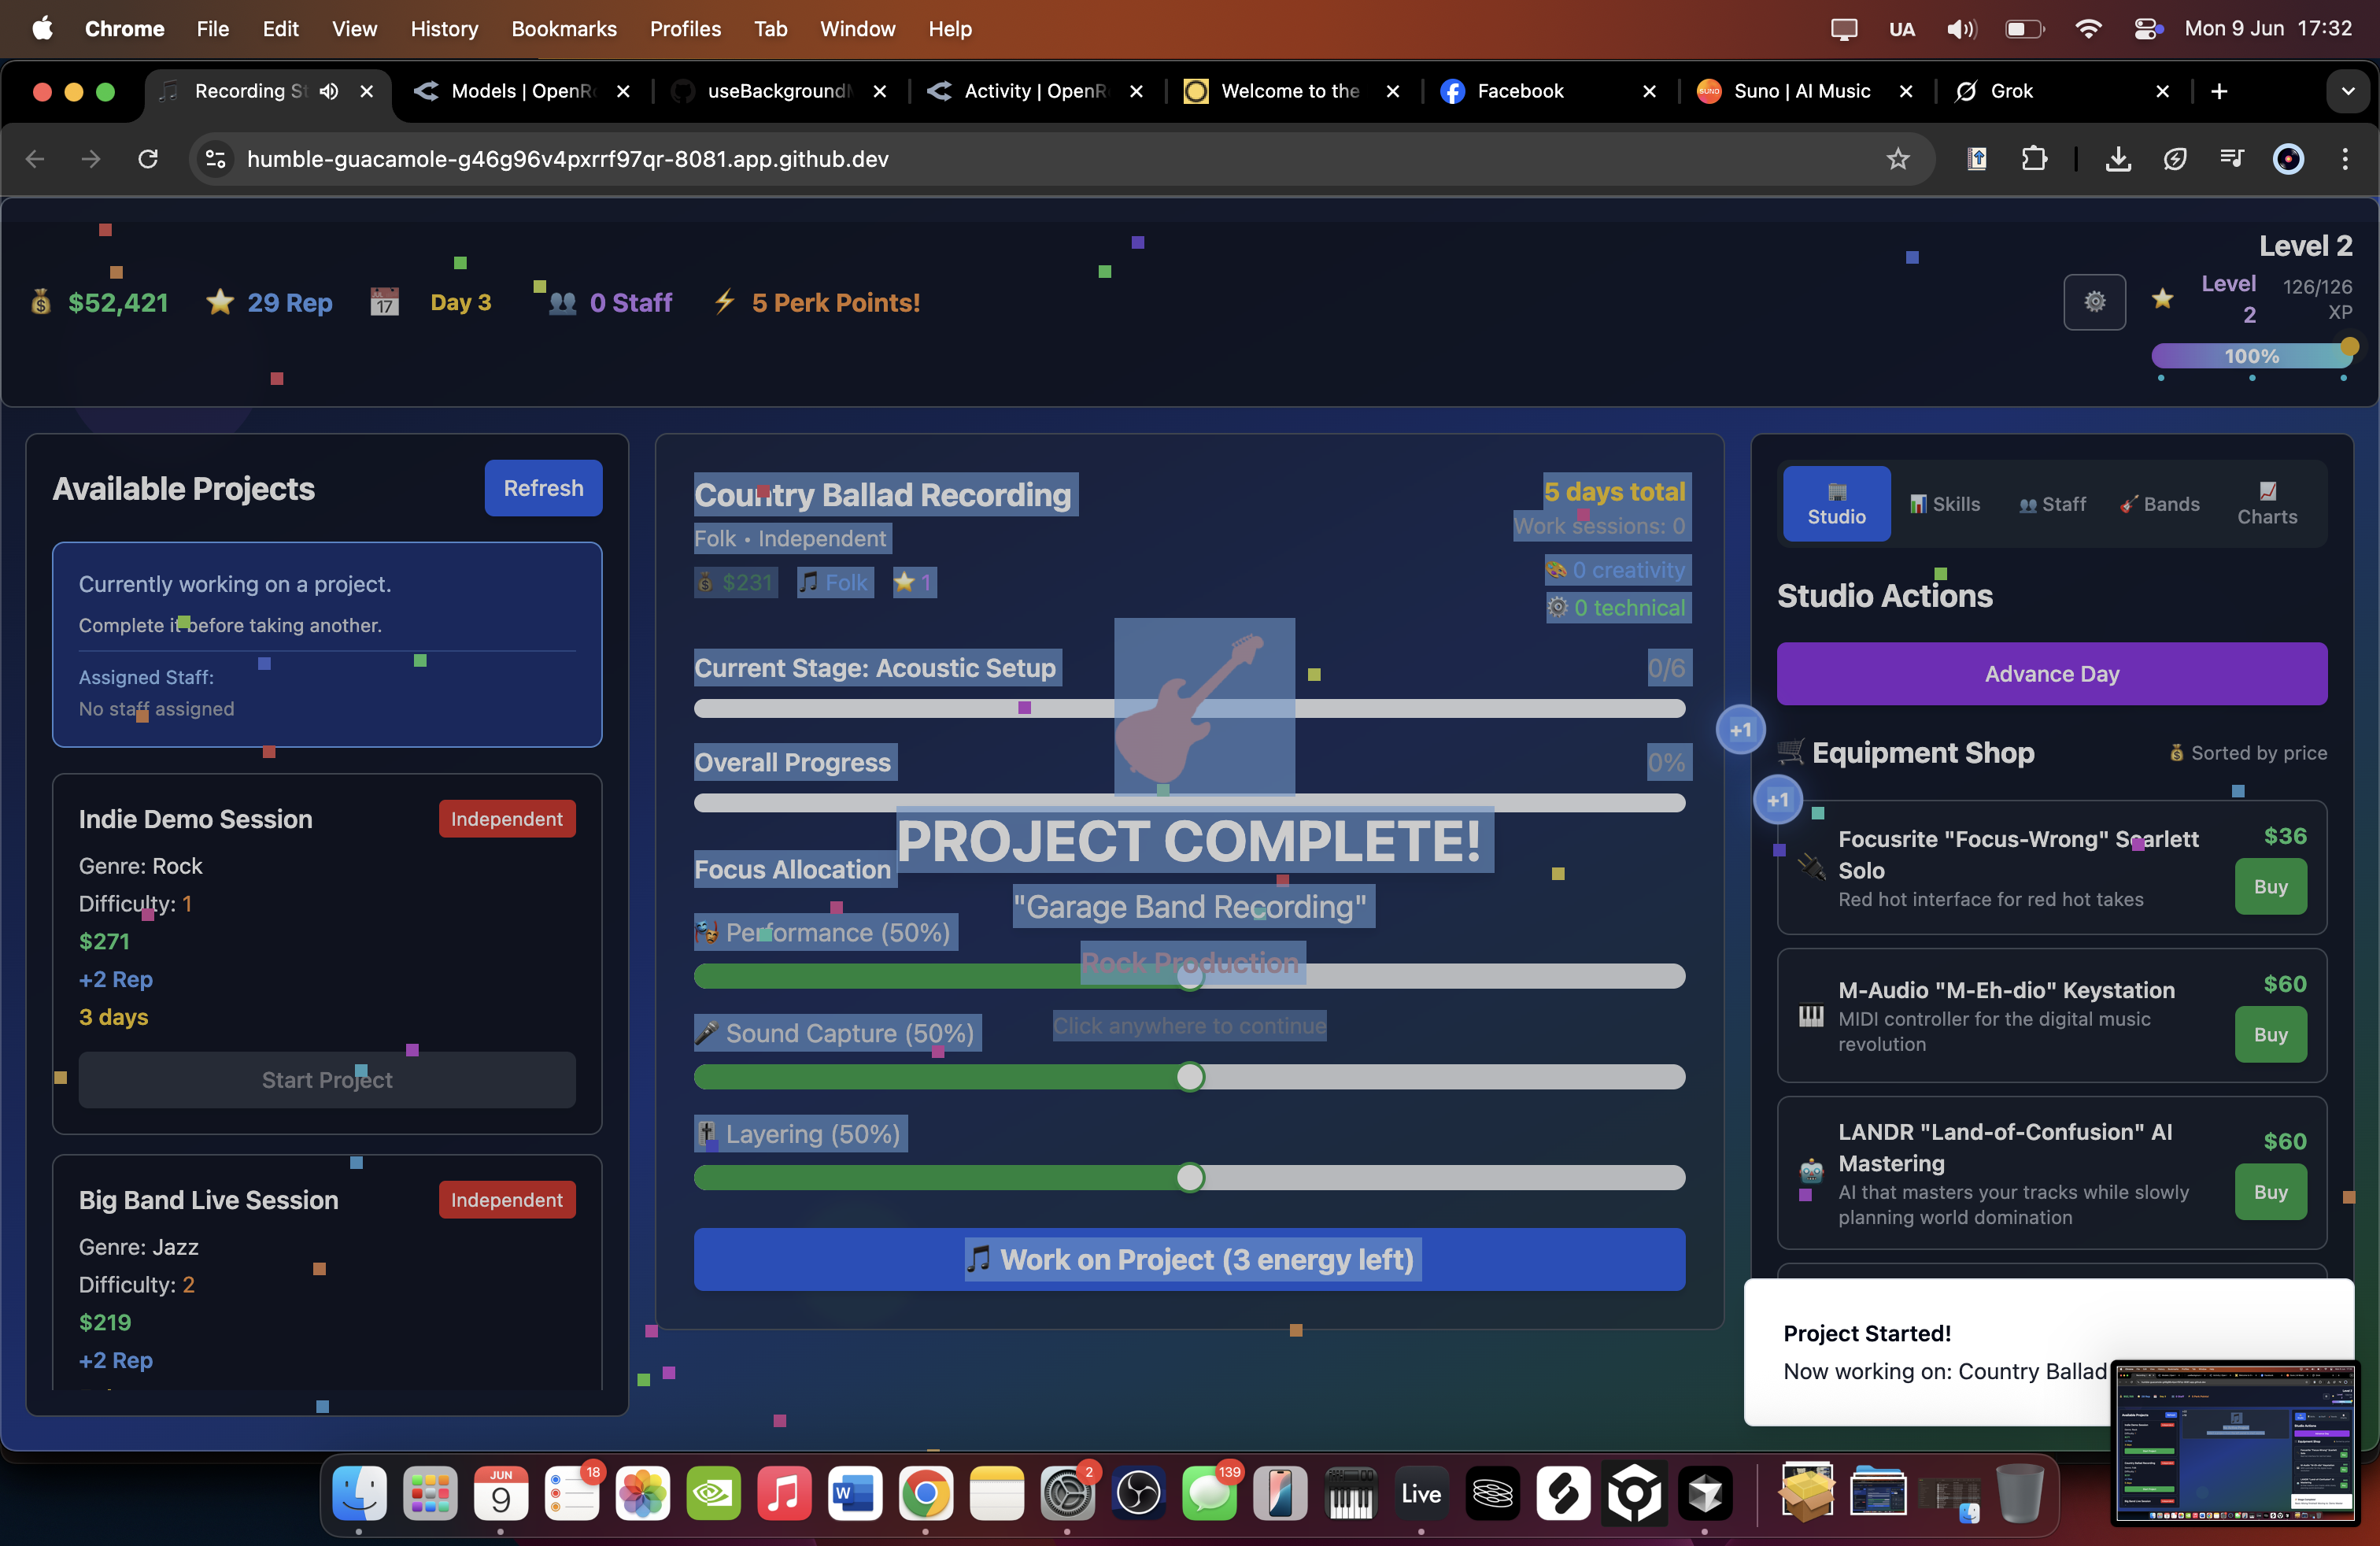 Chrome File Edit View History Bookmarks Profiles Tab Window Help
UA Mon 9 Jun 17:32
Recording St
Models | OpenR
useBackgroundM
Activity | OpenR
Welcome to the
Facebook
Suno | AI Music
Grok
humble-guacamole-g46g96v4pxrrf97qr-8081.app.github.dev
$52,421
29 Rep
17
Day 3
0 Staff
5 Perk Points!
Level 2
Level 2
126/126 XP
100%
Available Projects
Refresh
Currently working on a project.
Complete it before taking another.
Assigned Staff:
No staff assigned
Indie Demo Session
Independent
Genre: Rock
Difficulty: 1
$271
+2 Rep
3 days
Start Project
Big Band Live Session
Independent
Genre: Jazz
Difficulty: 2
$219
+2 Rep
Country Ballad Recording
5 days total
Folk • Independent
Work sessions: 0
$231
Folk
1
0 creativity
0 technical
Current Stage: Acoustic Setup
0/6
Overall Progress
0%
PROJECT COMPLETE!
Focus Allocation
"Garage Band Recording"
Performance (50%)
Rock Production
Sound Capture (50%)
Click anywhere to continue
Layering (50%)
Work on Project (3 energy left)
Studio
Skills
Staff
Bands
Charts
Studio Actions
Advance Day
+1
+1
Equipment Shop
Sorted by price
Focusrite "Focus-Wrong" Scarlett Solo
Red hot interface for red hot takes
$36
Buy
M-Audio "M-Eh-dio" Keystation
MIDI controller for the digital music
revolution
$60
Buy
LANDR "Land-of-Confusion" AI
Mastering
AI that masters your tracks while slowly
planning world domination
$60
Buy
Project Started!
Now working on: Country Ballad
JUN
9
18
2
139
Live